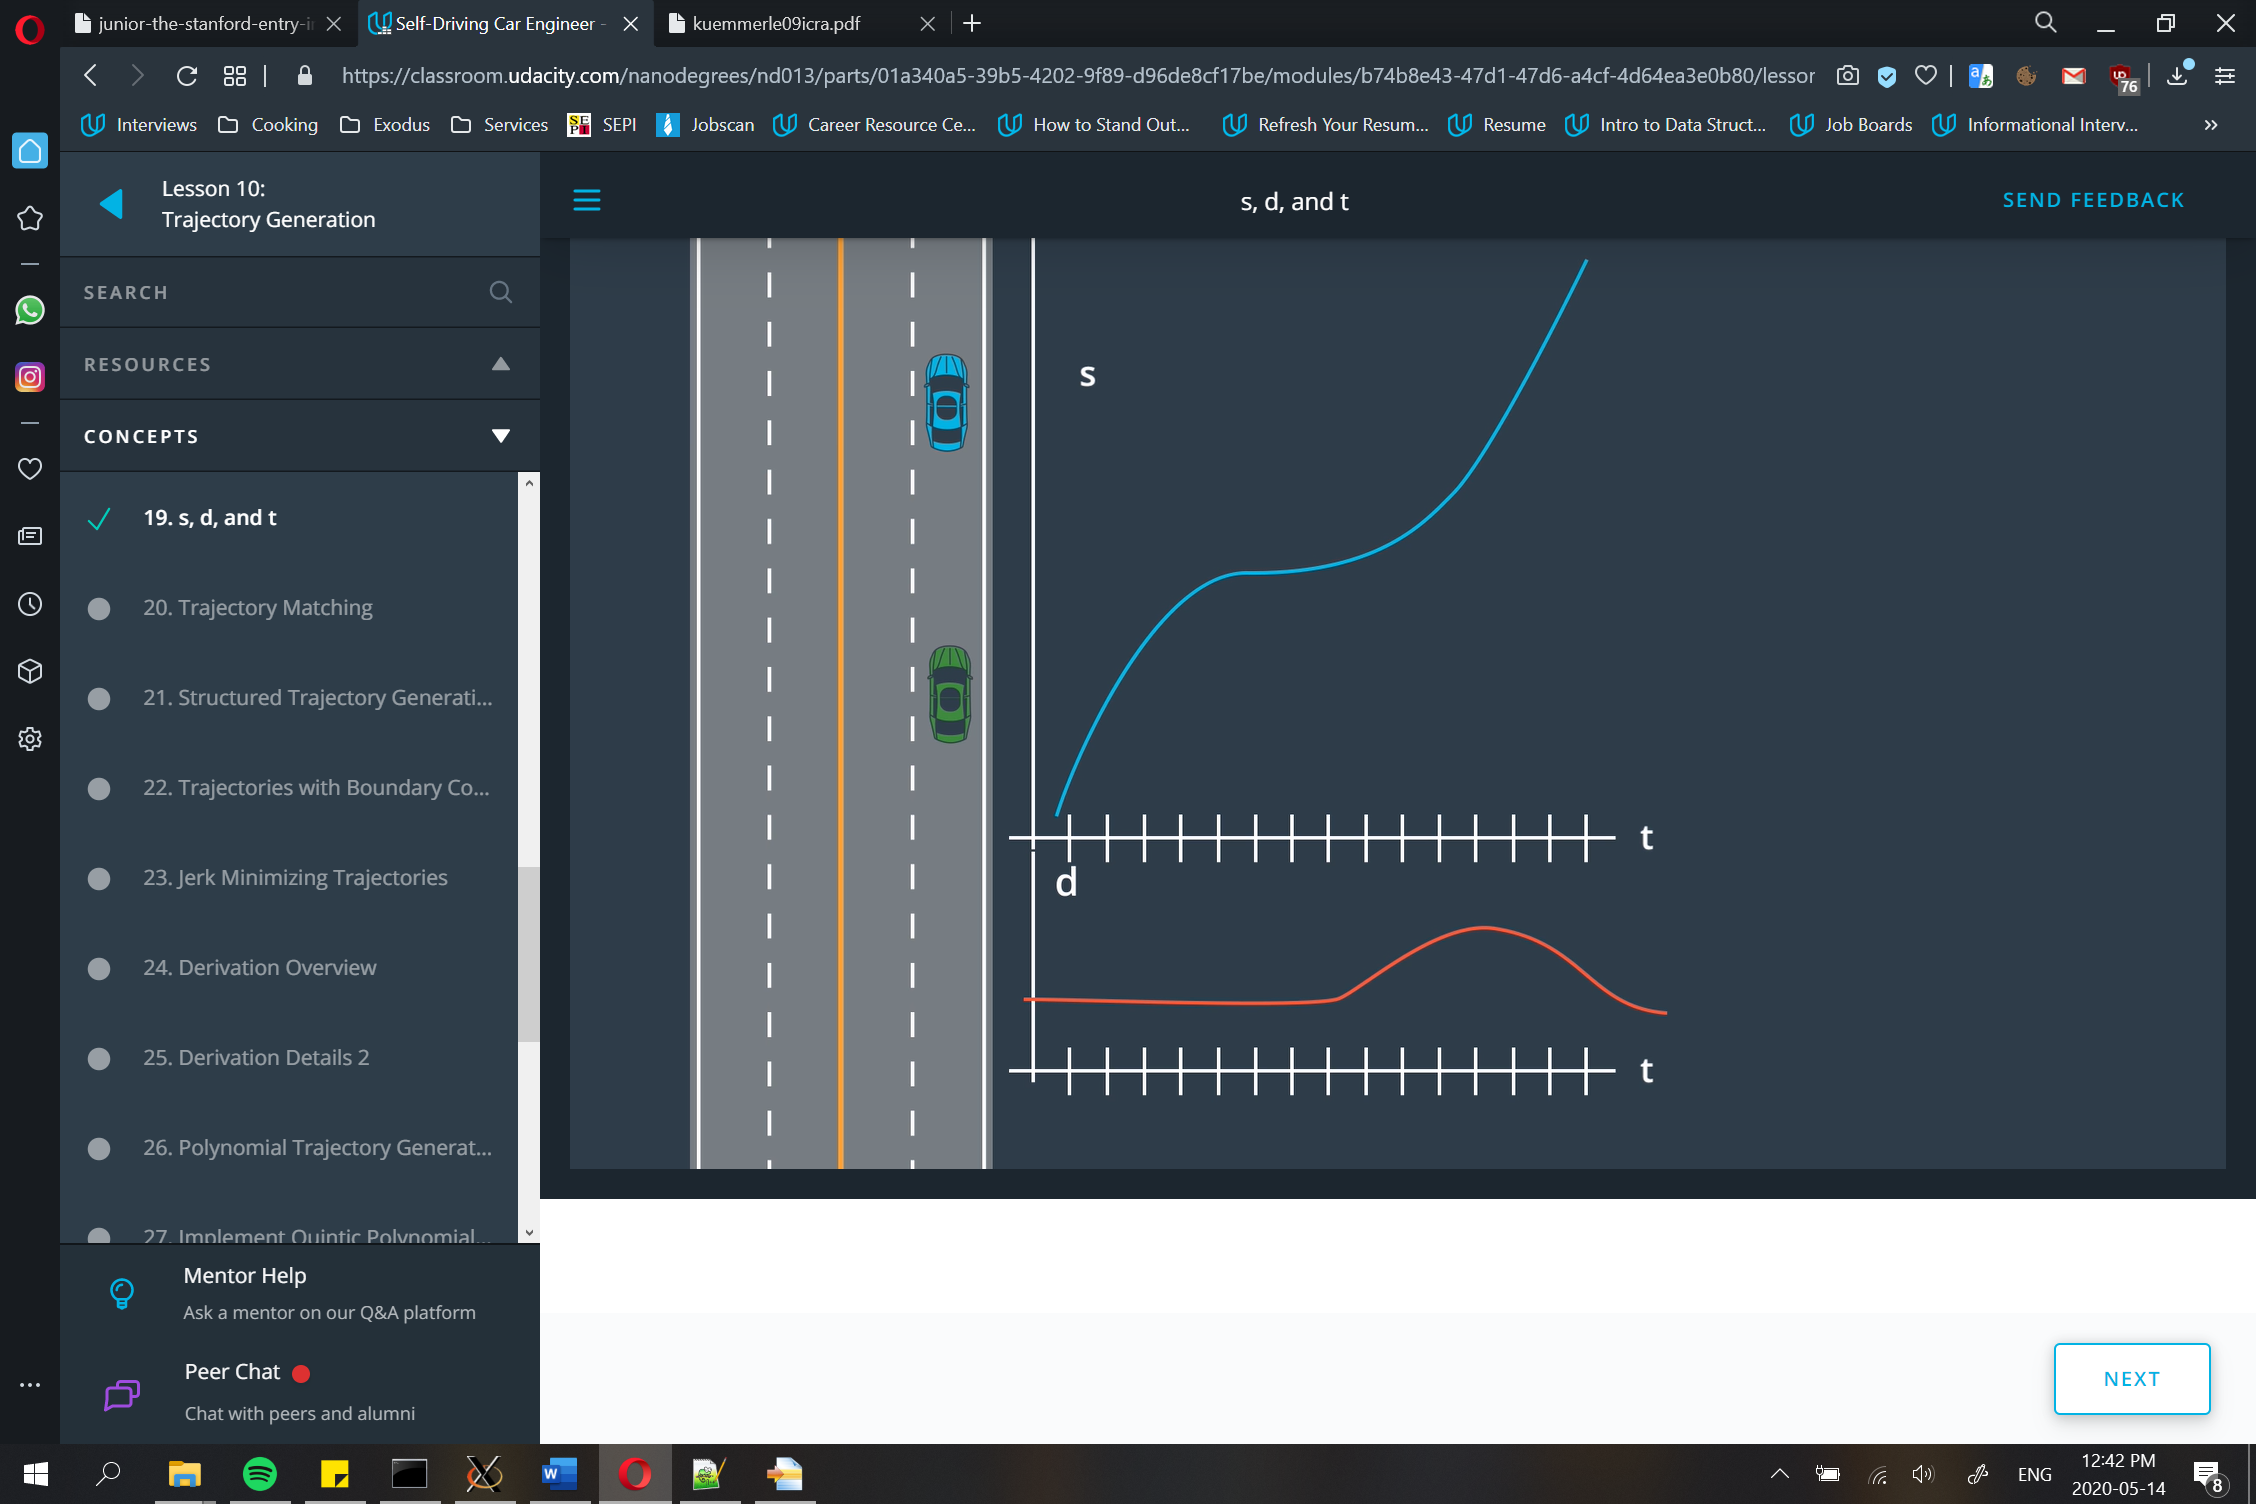 junior-the-stanford-entry-i
Self-Driving Car Engineer -
kuemmerle09icra.pdf
https://classroom.udacity.com/nanodegrees/nd013/parts/01a340a5-39b5-4202-9f89-d96de8cf17be/modules/b74b8e43-47d1-47d6-a4cf-4d64ea3e0b80/lessor
76
Interviews
Cooking
Exodus
Services
SEPI
Jobscan
Career Resource Ce...
How to Stand Out...
Refresh Your Resum...
Resume
Intro to Data Struct...
Job Boards
Informational Interv...
»
Lesson 10:
Trajectory Generation
s, d, and t
SEND FEEDBACK
SEARCH
RESOURCES
CONCEPTS
19. s, d, and t
20. Trajectory Matching
21. Structured Trajectory Generati...
22. Trajectories with Boundary Co...
23. Jerk Minimizing Trajectories
24. Derivation Overview
25. Derivation Details 2
26. Polynomial Trajectory Generat...
27. Implement Quintic Polynomial...
Mentor Help
Ask a mentor on our Q&A platform
Peer Chat
Chat with peers and alumni
s
t
d
t
NEXT
ENG
12:42 PM
2020-05-14
8